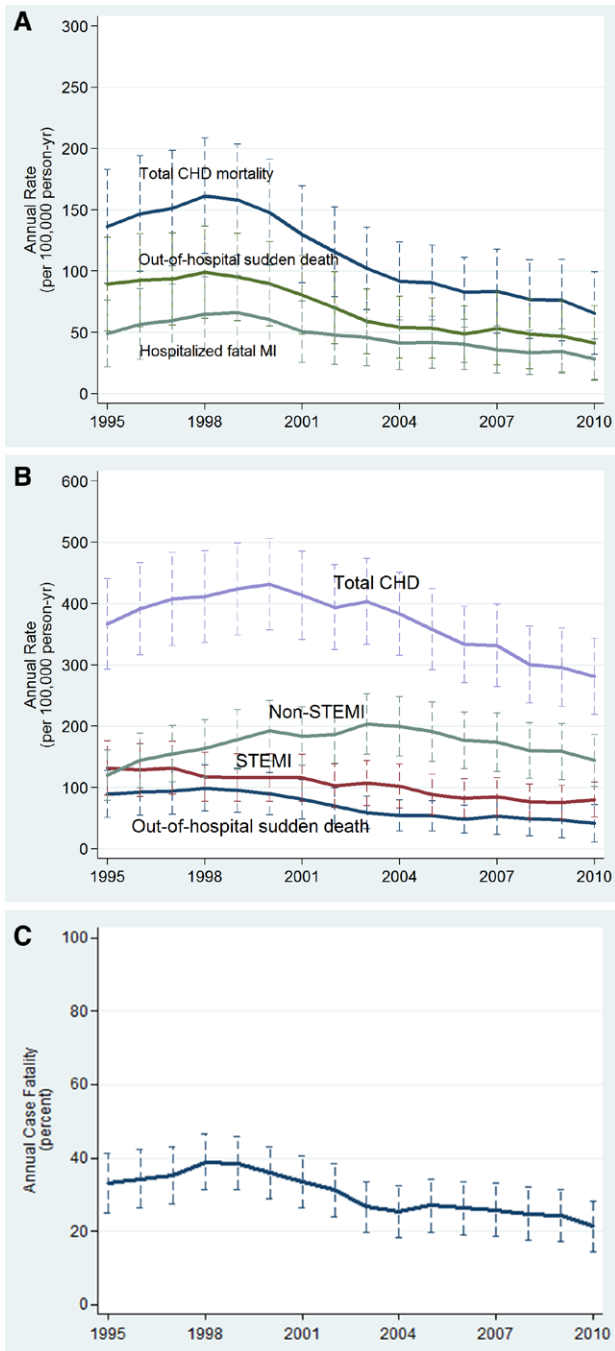 A
Annual Rate
(per 100,000 person-yr)
300
250
200
150
100
50
0
Total CHD mortality
Out-of-hospital sudden death
Hospitalized fatal MI
1995 1998 2001 2004 2007 2010
B
Annual Rate
(per 100,000 person-yr)
600
500
400
300
200
100
0
Total CHD
Non-STEMI
STEMI
Out-of-hospital sudden death
1995 1998 2001 2004 2007 2010
C
Annual Case Fatality
(percent)
100
80
60
40
20
0
1995 1998 2001 2004 2007 2010